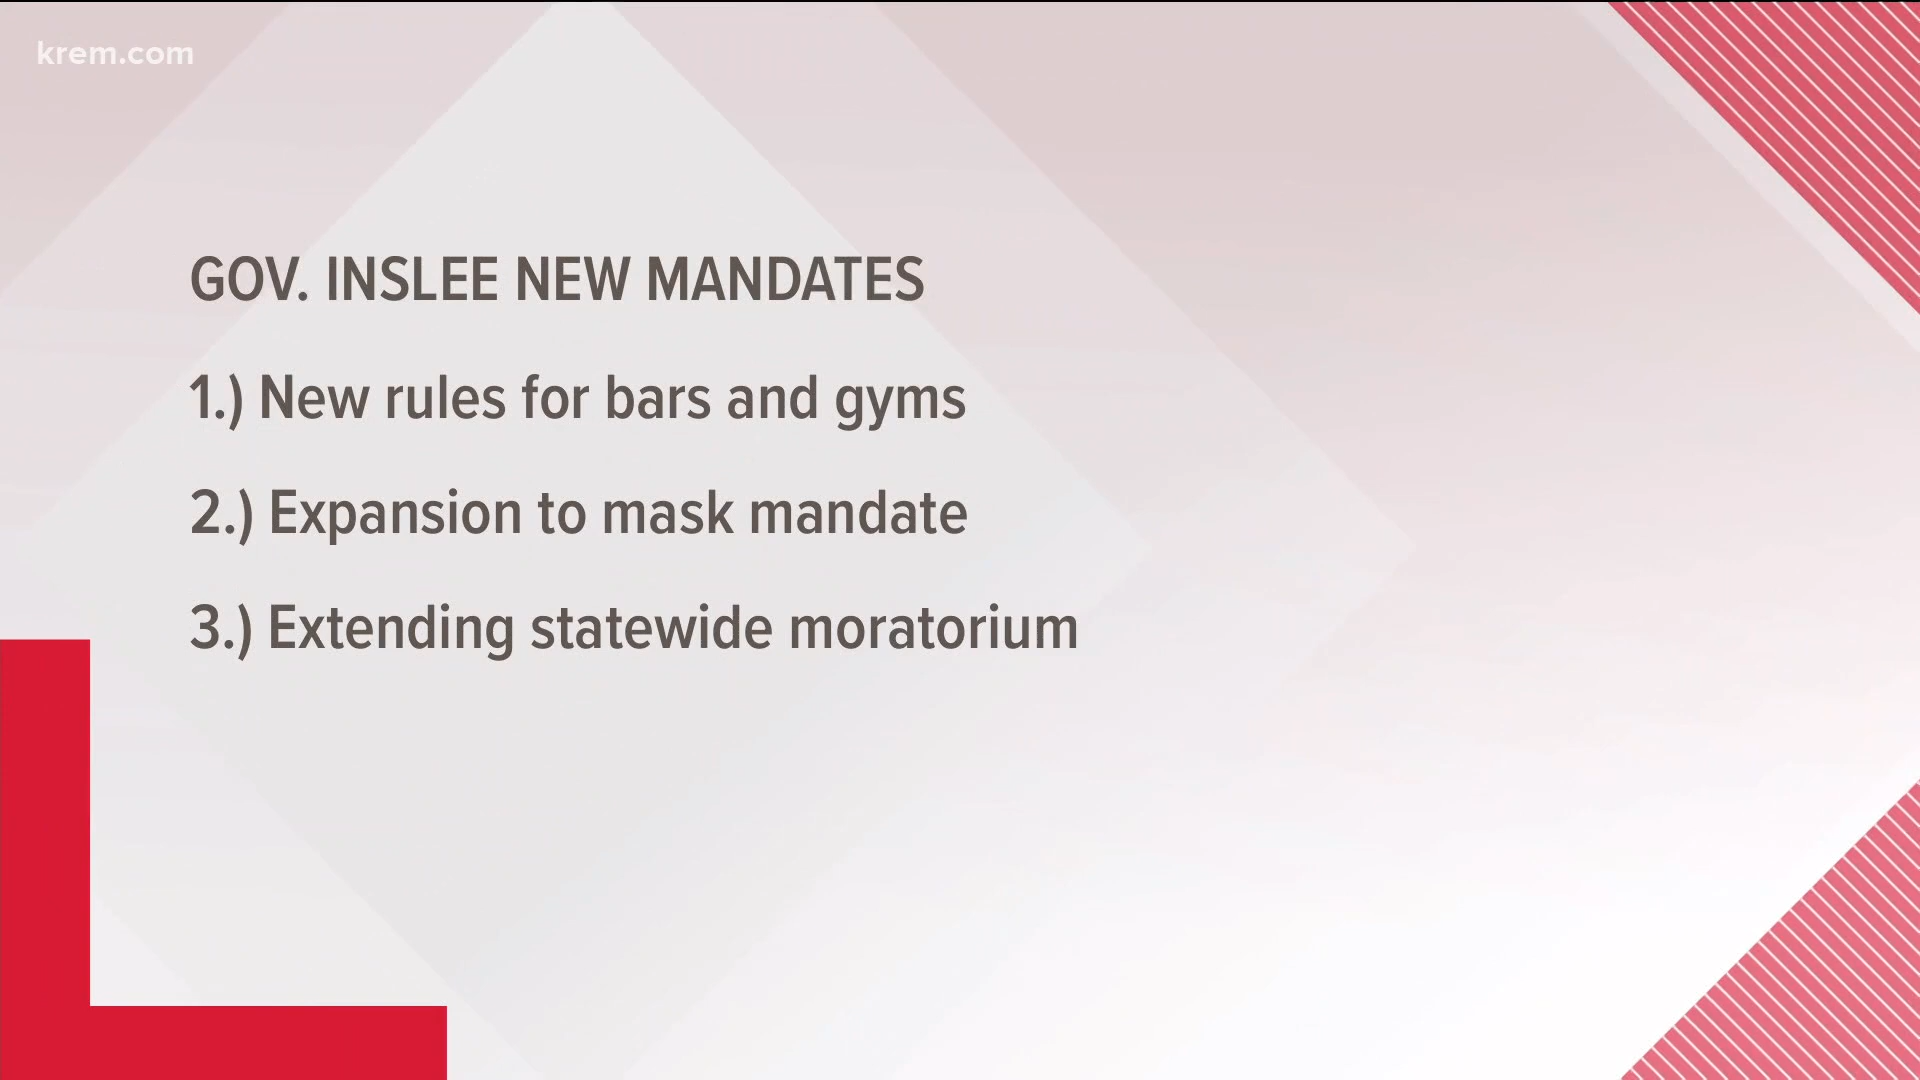 krem.com
GOV. INSLEE NEW MANDATES
1.) New rules for bars and gyms
2.) Expansion to mask mandate
3.) Extending statewide moratorium